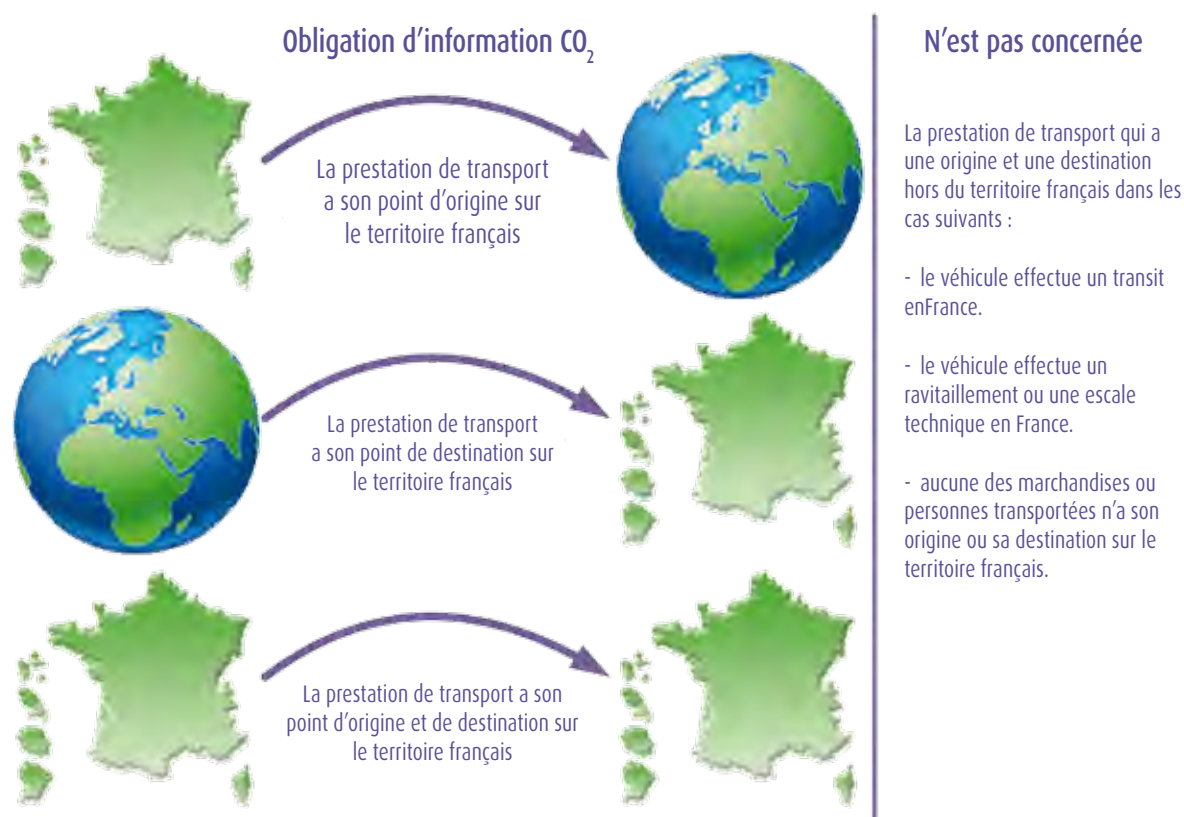 Obligation d'information CO₂
La prestation de transport
a son point d'origine sur
le territoire français
La prestation de transport
a son point de destination sur
le territoire français
La prestation de transport a son
point d'origine et de destination sur
le territoire français
N'est pas concernée
La prestation de transport qui a
une origine et une destination
hors du territoire français dans les
cas suivants :
- le véhicule effectue un transit
enFrance.
- le véhicule effectue un
ravitaillement ou une escale
technique en France.
- aucune des marchandises ou
personnes transportées n'a son
origine ou sa destination sur le
territoire français.